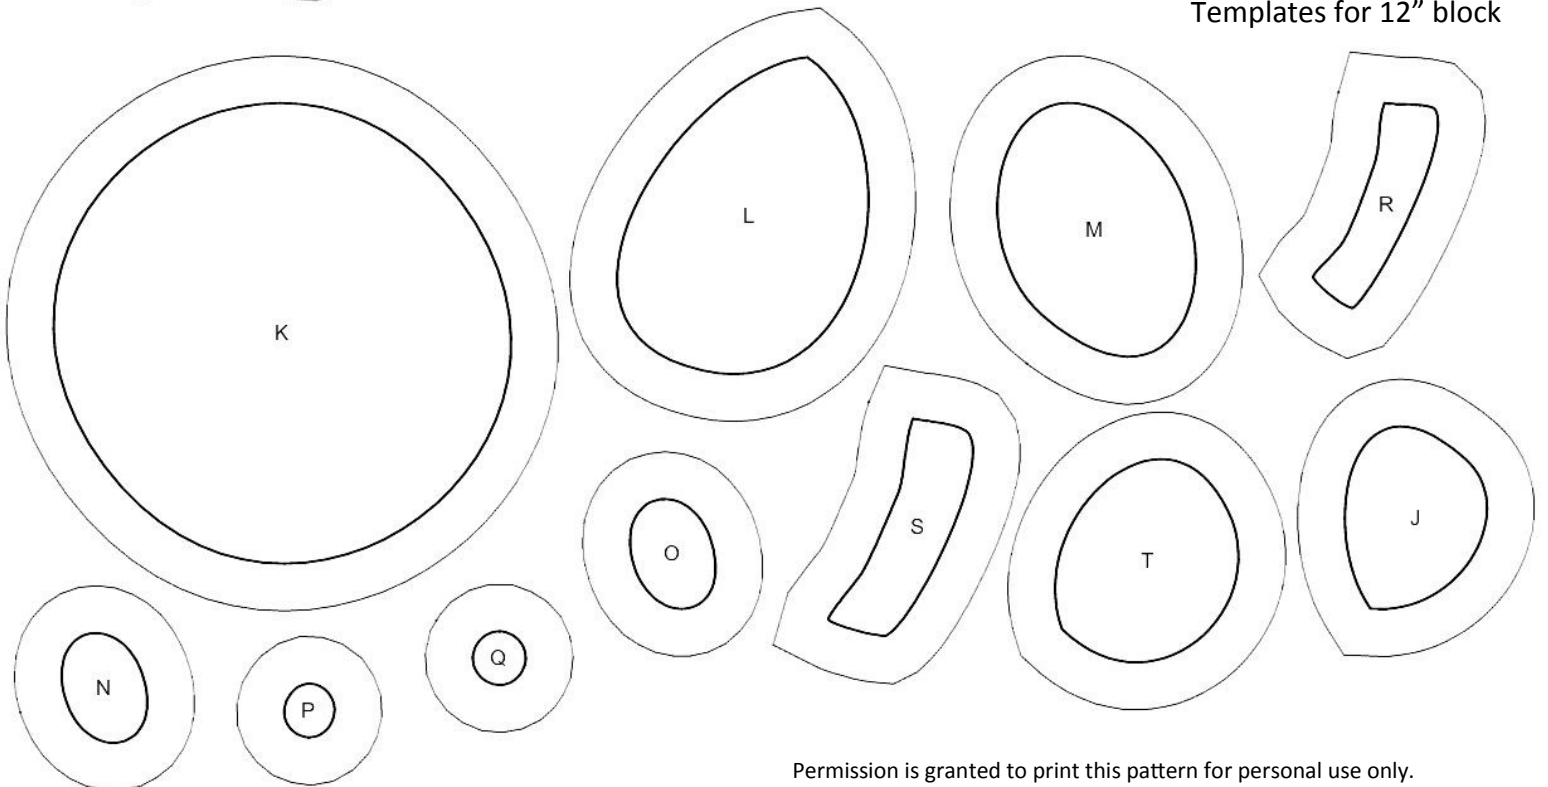 Templates for 12” block
L
M
R
K
S
O
T
J
N
P
Q
Permission is granted to print this pattern for personal use only.